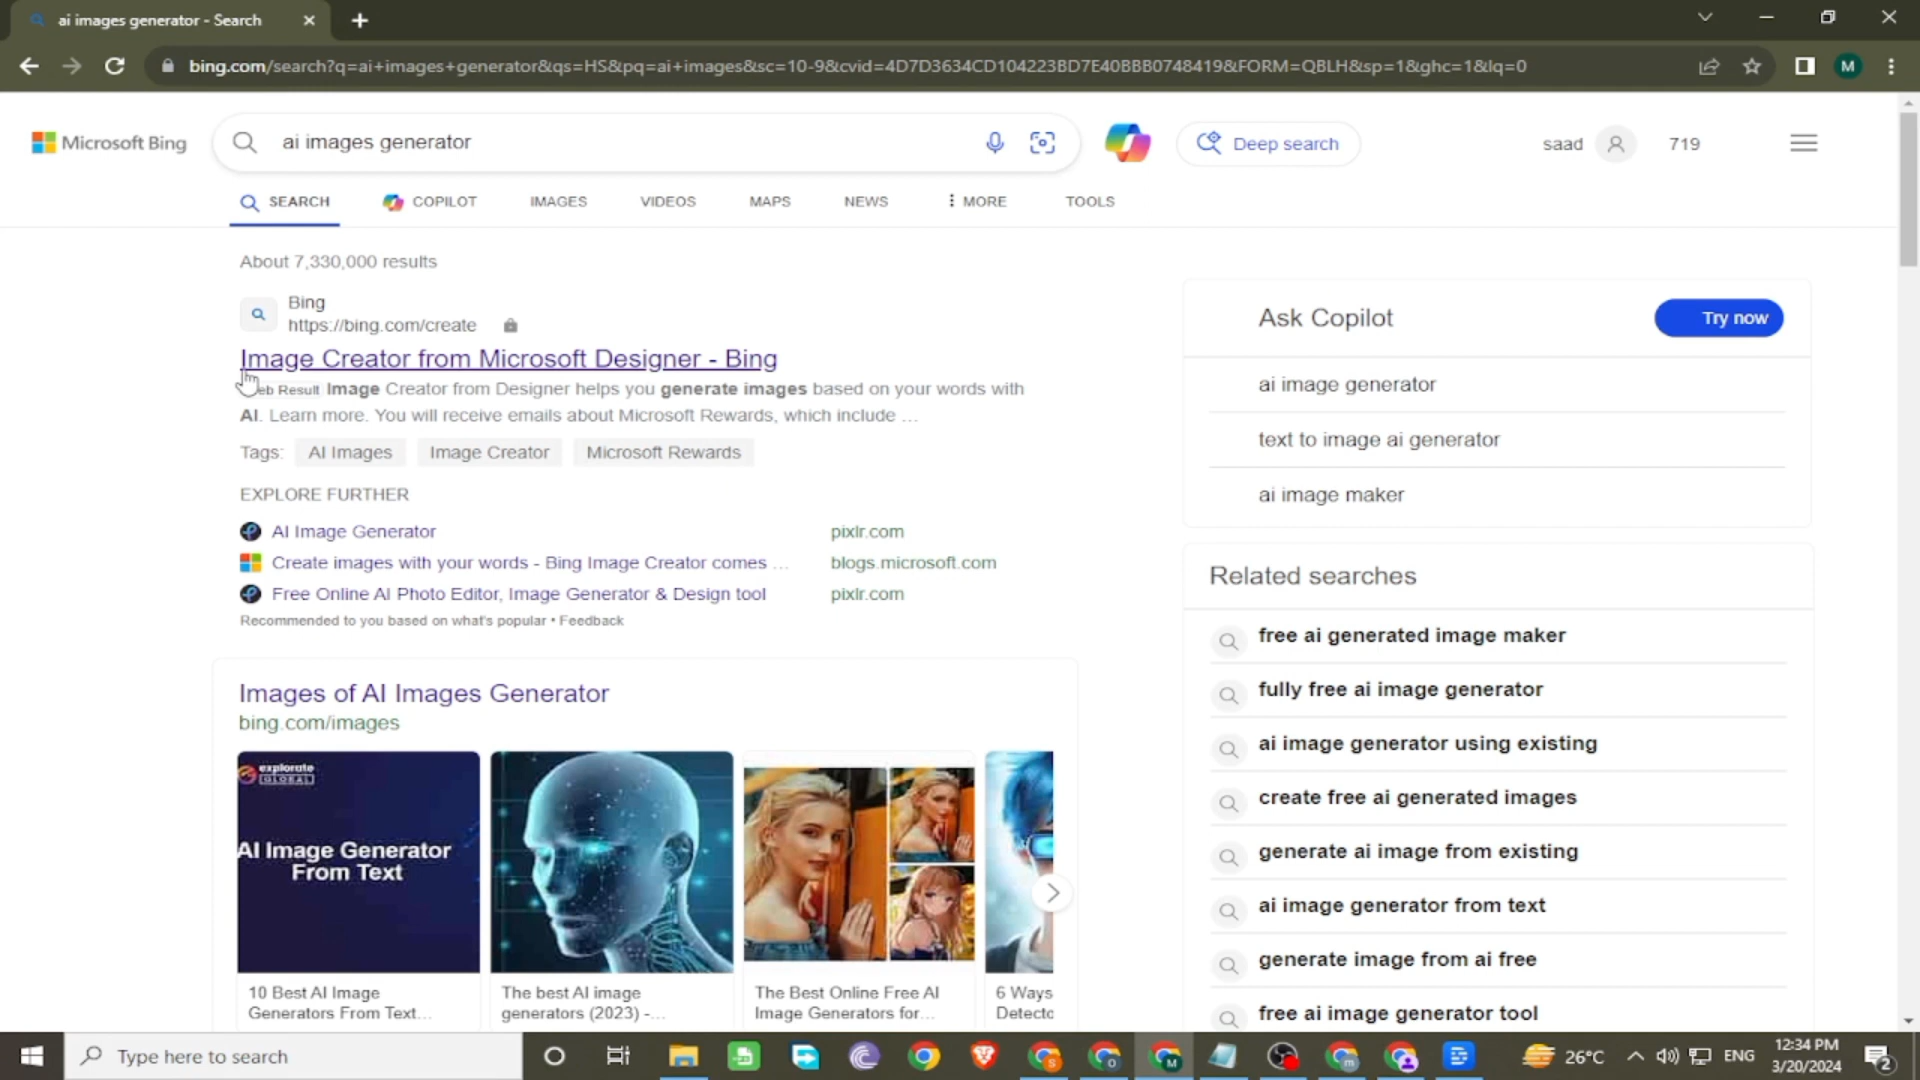 ai images generator - Search
bing.com/search?q=ai+images+generator&qs=HS&pq=ai+images&sc=10-9&cvid=4D7D3634CD104223BD7E40BBB0748419&FORM=QBLH&sp=1&ghc=1&lq=0
M
Microsoft Bing
ai images generator
Deep search
saad
719
SEARCH
COPILOT
IMAGES
VIDEOS
MAPS
NEWS
MORE
TOOLS
About 7,330,000 results
Bing
https://bing.com/create
Image Creator from Microsoft Designer - Bing
Result Image Creator from Designer helps you generate images based on your words with
AI. Learn more. You will receive emails about Microsoft Rewards, which include ...
Tags: AI Images Image Creator Microsoft Rewards
EXPLORE FURTHER
AI Image Generator pixlr.com
Create images with your words - Bing Image Creator comes ... blogs.microsoft.com
Free Online AI Photo Editor, Image Generator & Design tool pixlr.com
Recommended to you based on what's popular • Feedback
Images of AI Images Generator
bing.com/images
explorate
GLOBAL
AI Image Generator
From Text
10 Best AI Image
Generators From Text...
The best AI image
generators (2023) -...
The Best Online Free AI
Image Generators for...
6 Ways
Detecto
Ask Copilot
Try now
ai image generator
text to image ai generator
ai image maker
Related searches
free ai generated image maker
fully free ai image generator
ai image generator using existing
create free ai generated images
generate ai image from existing
ai image generator from text
generate image from ai free
free ai image generator tool
Type here to search
26°C
ENG
12:34 PM
3/20/2024
2